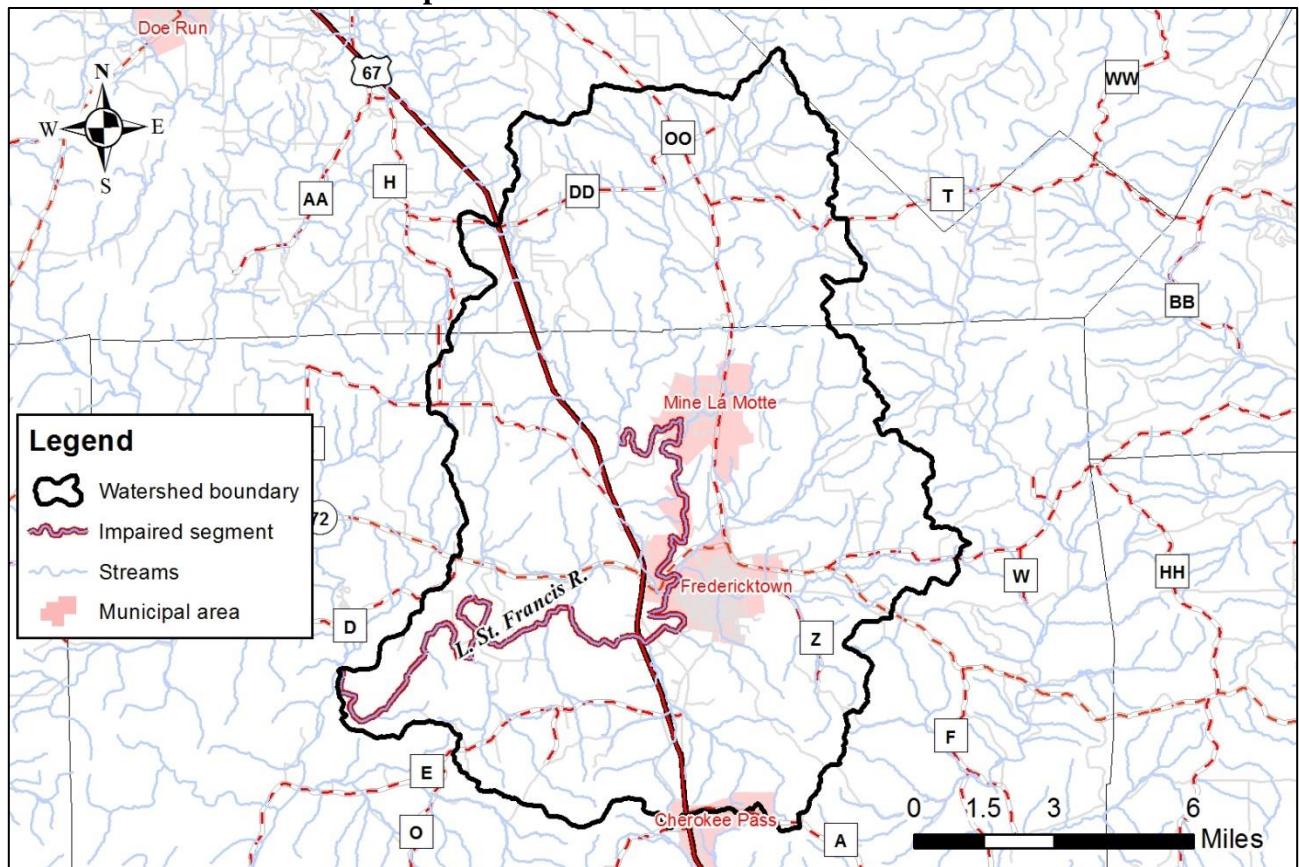 Doe Run
67
N
W
E
S
WW
OO
H
DD
AA
T
BB
Mine La Motte
Legend
Watershed boundary
Impaired segment
Streams
Municipal area
72
L. St. Francis R.
Fredericktown
W
HH
D
Z
F
E
O
Cherokee Pass
A
0 1.5 3 6
Miles